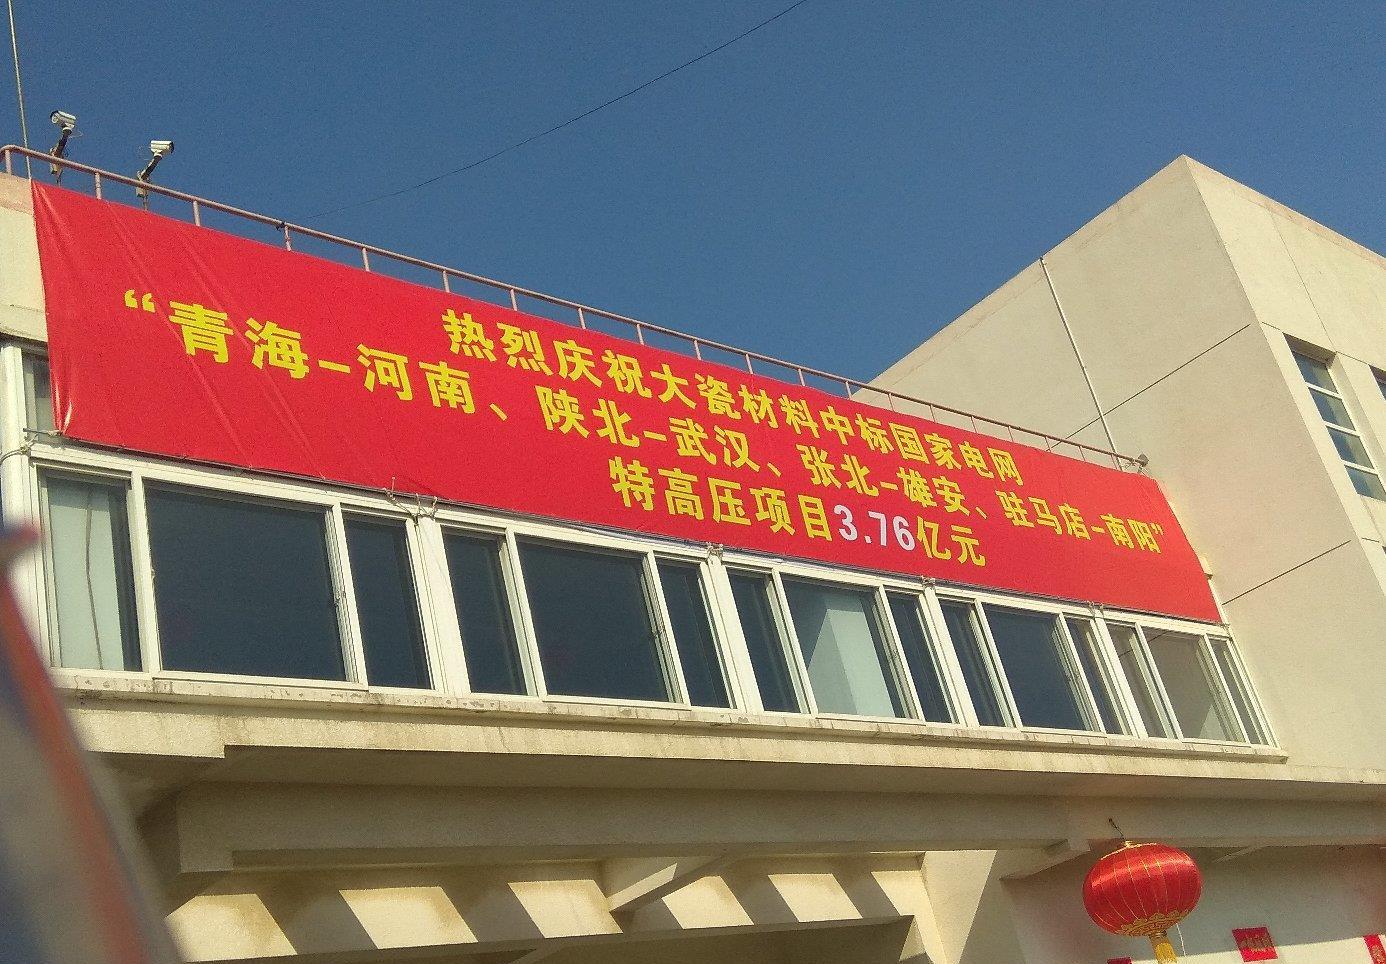 热烈庆祝大瓷材料中标国家电网
“青海-河南、陕北-武汉、张北-雄安、驻马店-南阳”
特高压项目3.76亿元